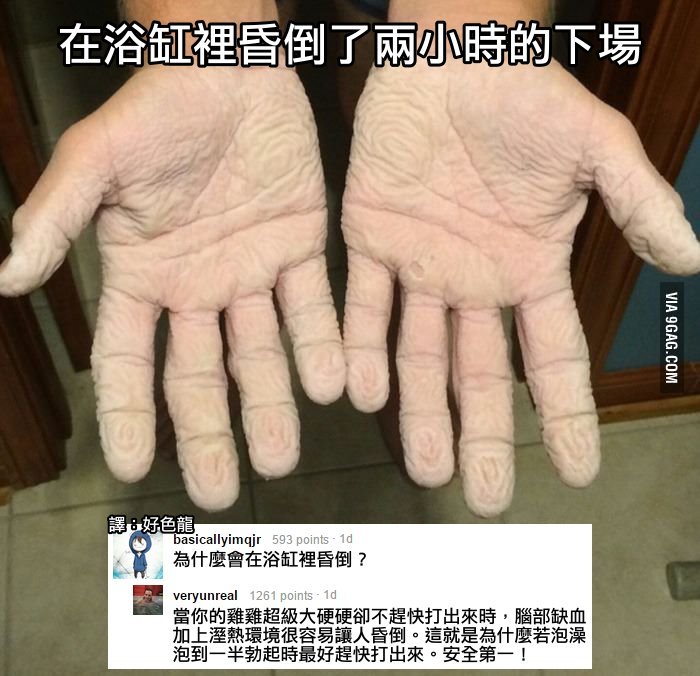 在浴缸裡昏倒了兩小時的下場
VIA 9GAG.COM
譯：好色龍
basicallyimqjr 593 points · 1d
為什麼會在浴缸裡昏倒？
veryunreal 1261 points · 1d
當你的雞雞超級大硬硬卻不趕快打出來時，腦部缺血
加上溼熱環境很容易讓人昏倒。這就是為什麼若泡澡
泡到一半勃起時最好趕快打出來。安全第一！